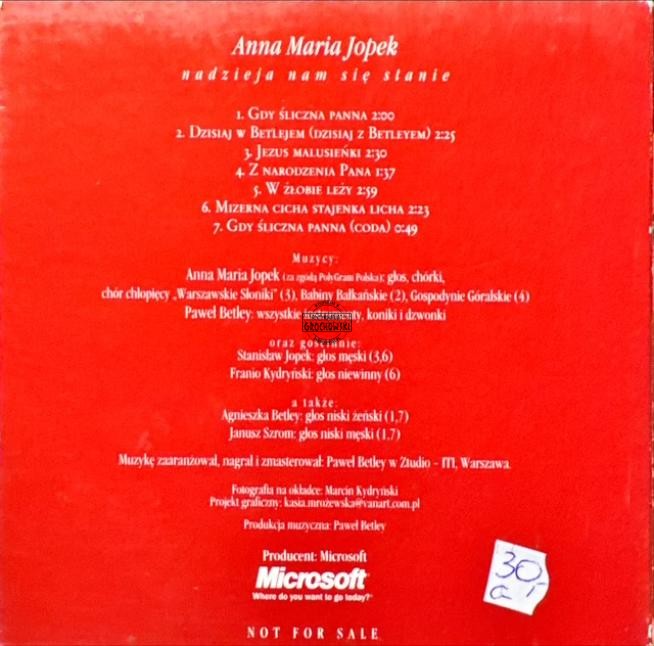 Anna Maria Jopek
nadzieja nam się stanie
1. Gdy śliczna panna 2:00
2. Dzisiaj w Betlejem (dzisiaj z Betleyem) 2:25
3. Jezus malusieńki 2:30
4. Z narodzenia Pana 1:37
5. W żłobie leży 2:59
6. Mizerna cicha stajenka licha 2:23
7. Gdy śliczna panna (coda) 0:49
Muzycy:
Anna Maria Jopek (za zgodą PolyGram Polska): głos, chórki,
chór chłopięcy „Warszawskie Słoniki" (3), Babiny Bałkańskie (2), Gospodynie Góralskie (4)
Paweł Betley: wszystkie instrumenty, koniki i dzwonki
GROCHOWSKI
oraz gościnnie:
Stanisław Jopek: głos męski (3,6)
Franio Kydryński: głos niewinny (6)
a także:
Agnieszka Betley: głos niski żeński (1,7)
Janusz Szrom: głos niski męski (1,7)
Muzykę zaaranżował, nagrał i zmasterował: Paweł Betley w Ztudio – ITI, Warszawa.
Fotografia na okładce: Marcin Kydryński
Projekt graficzny: kasia.mrożewska@vanart.com.pl
Produkcja muzyczna: Paweł Betley
Producent: Microsoft
Microsoft
Where do you want to go today?
30,-
NOT FOR SALE